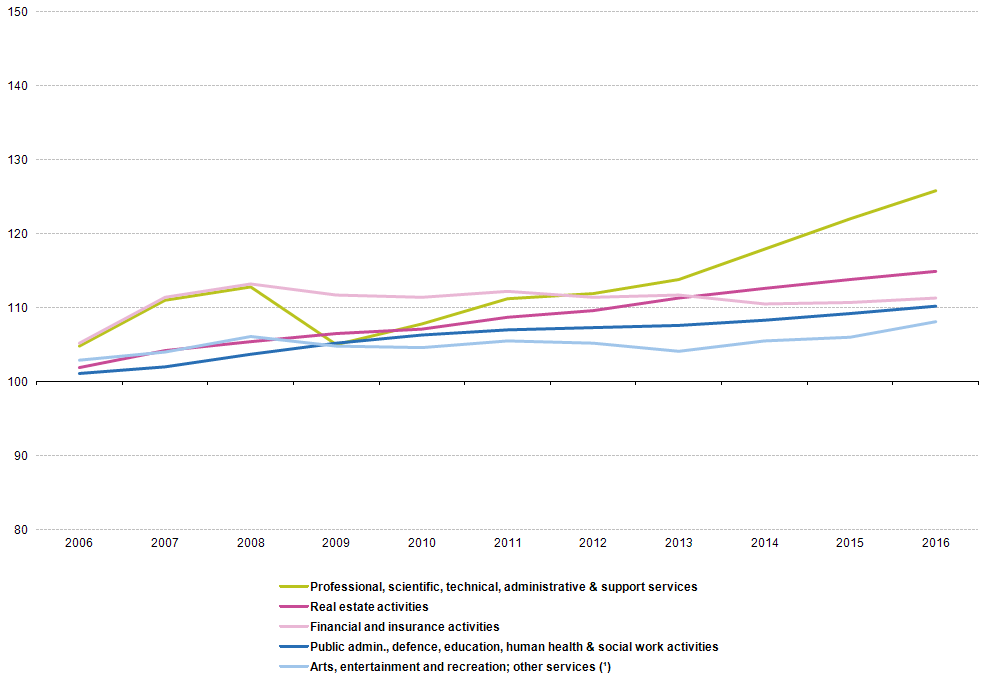 150
140
130
120
110
100
90
80
2006 2007 2008 2009 2010 2011 2012 2013 2014 2015 2016
Professional, scientific, technical, administrative & support services
Real estate activities
Financial and insurance activities
Public admin., defence, education, human health & social work activities
Arts, entertainment and recreation; other services (¹)